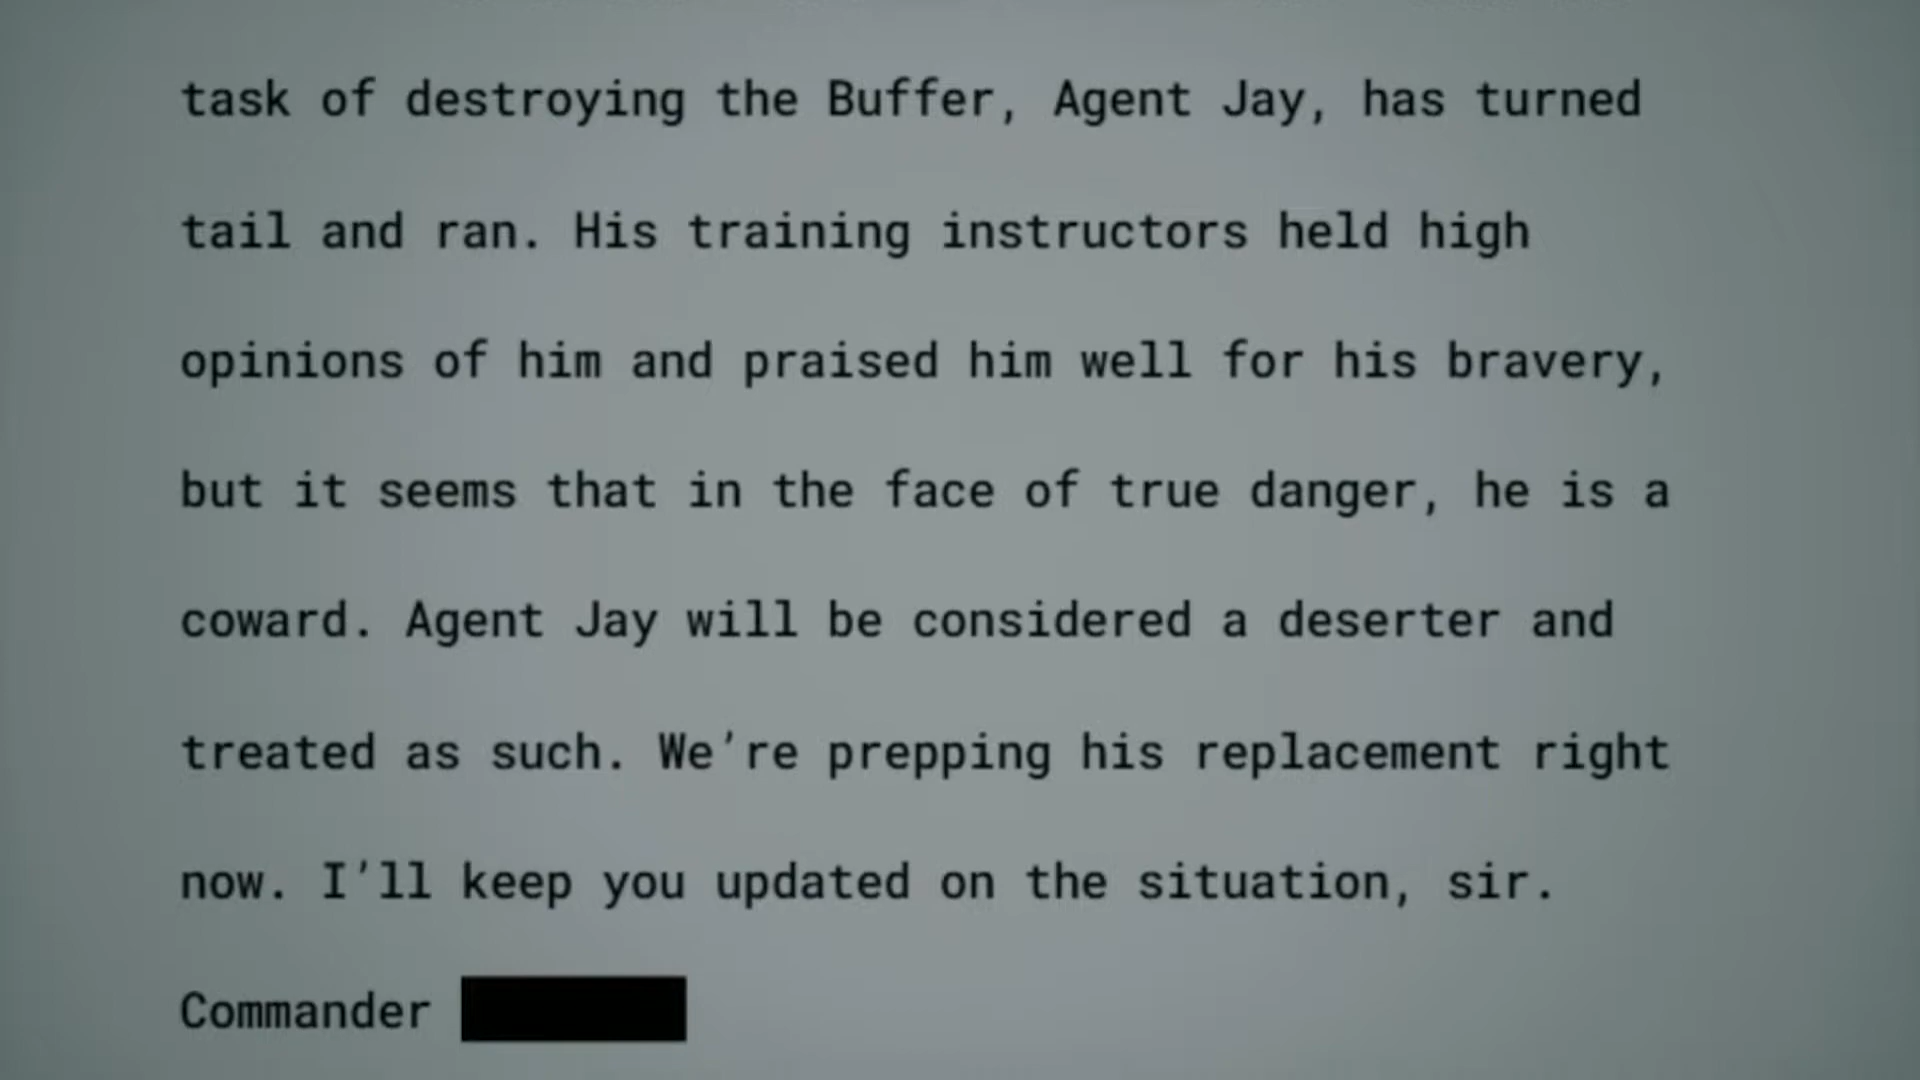 task of destroying the Buffer, Agent Jay, has turned
tail and ran. His training instructors held high
opinions of him and praised him well for his bravery,
but it seems that in the face of true danger, he is a
coward. Agent Jay will be considered a deserter and
treated as such. We’re prepping his replacement right
now. I’ll keep you updated on the situation, sir.
Commander